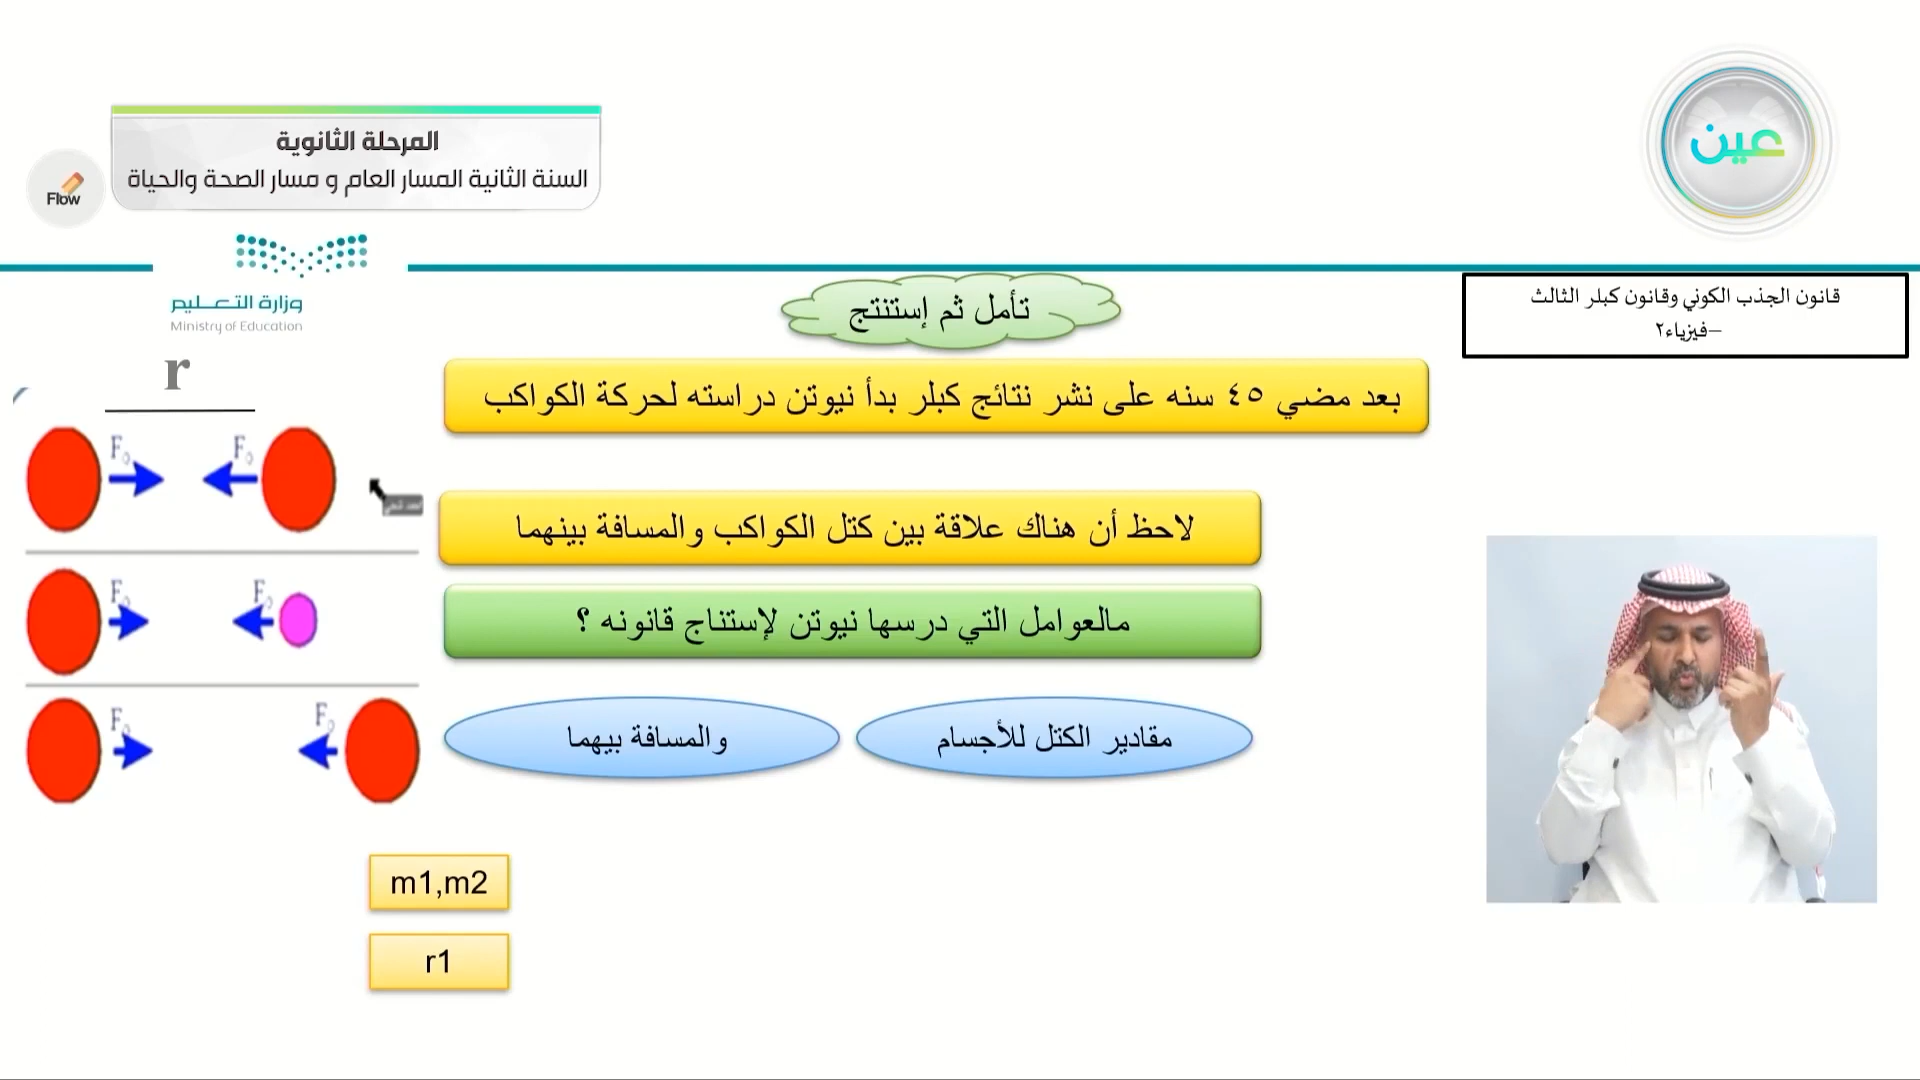 المرحلة الثانوية
السنة الثانية المسار العام و مسار الصحة والحياة
Flow
عين
وزارة التعليم
Ministry of Education
قانون الجذب الكوني وقانون كبلر الثالث
–فيزياء٢
تأمل ثم إستنتج
بعد مضي ٤٥ سنه على نشر نتائج كبلر بدأ نيوتن دراسته لحركة الكواكب
لاحظ أن هناك علاقة بين كتل الكواكب والمسافة بينهما
مالعوامل التي درسها نيوتن لإستناج قانونه ؟
مقادير الكتل للأجسام
والمسافة بيهما
r
F F
F F
F F
m1,m2
r1